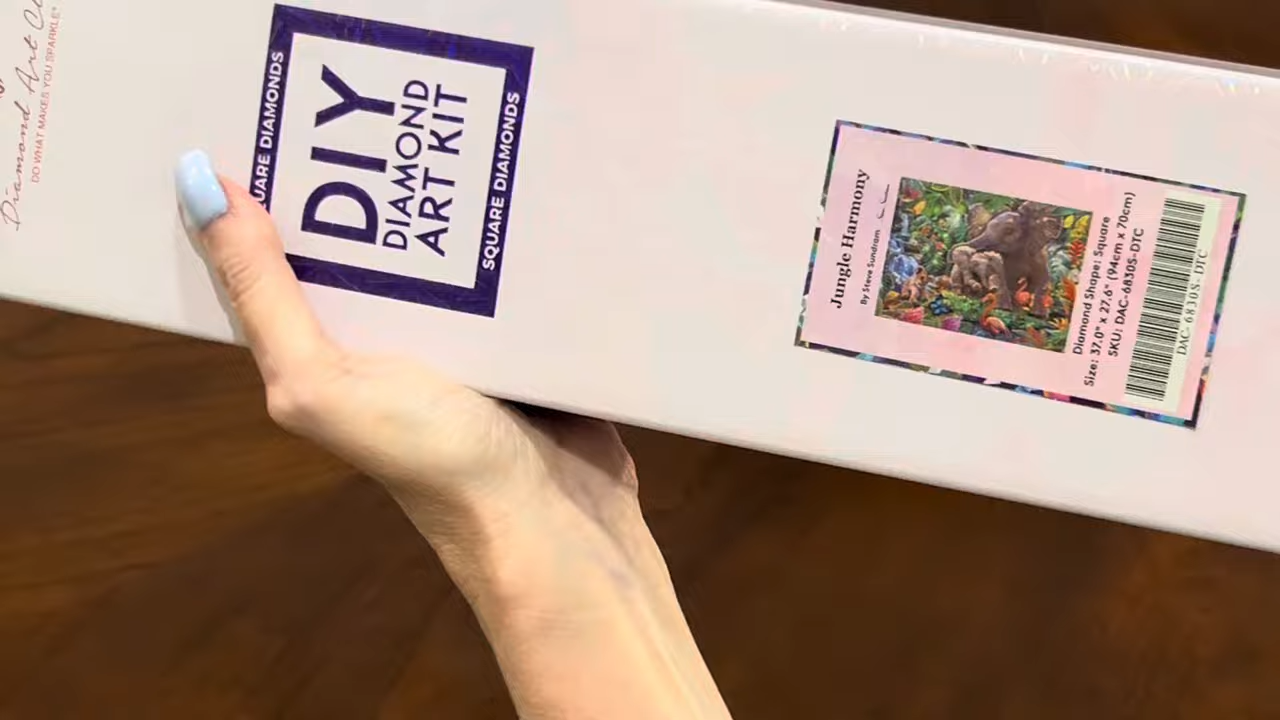 Diamond Art
DO WHAT MAKES YOU SPARKLE®
SQUARE DIAMONDS
DIY
DIAMOND
ART KIT
SQUARE DIAMONDS
Jungle Harmony
By Steve Sundram
Diamond Shape: Square
Size: 37.0" x 27.6" (94cm x 70cm)
SKU: DAC-6830S-DTC
DAC- 6830S- DTC